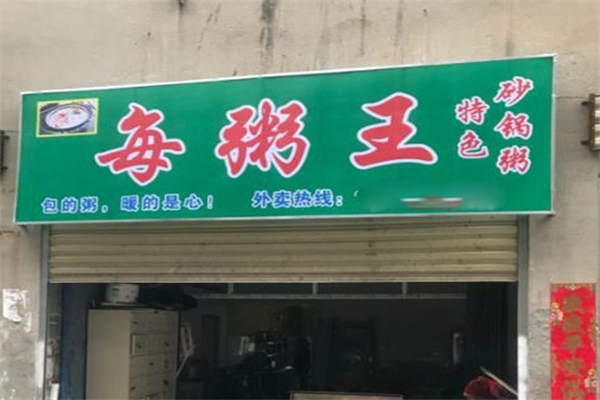 每粥王
特色
砂锅粥
包的粥，暖的是心！
外卖热线：